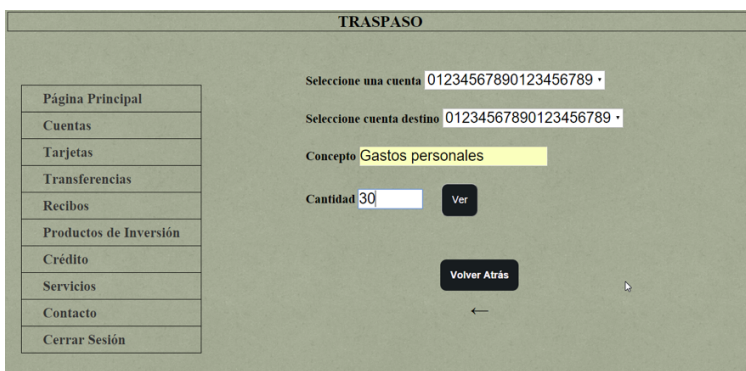 TRASPASO
Página Principal
Cuentas
Tarjetas
Transferencias
Recibos
Productos de Inversión
Crédito
Servicios
Contacto
Cerrar Sesión
Seleccione una cuenta 01234567890123456789
Seleccione cuenta destino 01234567890123456789
Concepto Gastos personales
Cantidad 30 Ver
Volver Atrás
←